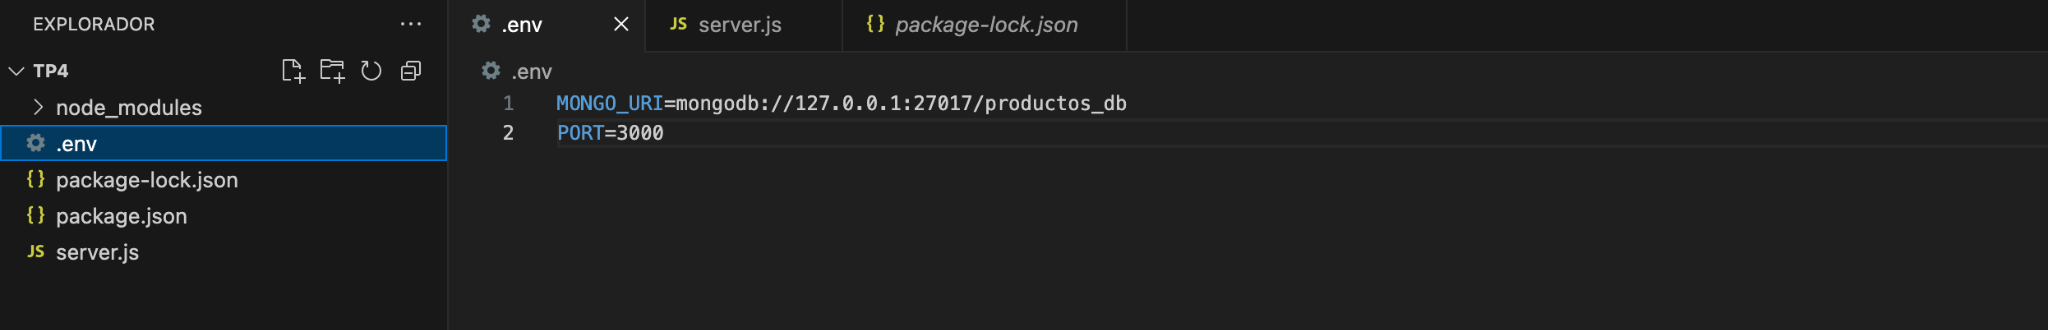 EXPLORADOR
TP4
node_modules
.env
package-lock.json
package.json
JS server.js
.env
JS server.js
{} package-lock.json
.env
1 MONGO_URI=mongodb://127.0.0.1:27017/productos_db
2 PORT=3000